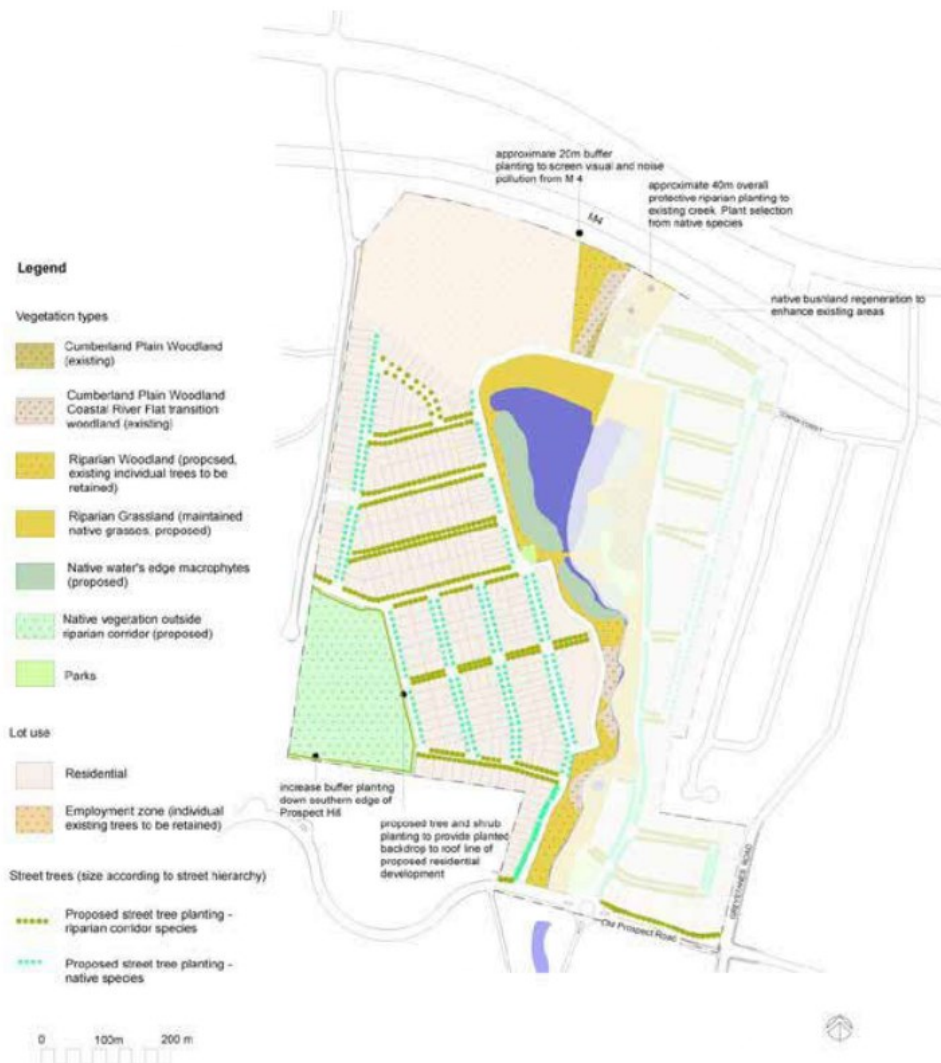 approximate 20m buffer
planting to screen visual and noise
pollution from M 4
approximate 40m overall
protective riparian planting to
existing creek. Plant selection
from native species
M4
native bushland regeneration to
enhance existing areas
Legend
Vegetation types
Cumberland Plain Woodland
(existing)
Cumberland Plain Woodland
Coastal River Flat transition
woodland (existing)
Riparian Woodland (proposed,
existing individual trees to be
retained)
Riparian Grassland (maintained
native grasses, proposed)
Native water's edge macrophytes
(proposed)
Native vegetation outside
riparian corridor (proposed)
Parks
Lot use
Residential
Employment zone (individual
existing trees to be retained)
Street trees (size according to street hierarchy)
Proposed street tree planting -
riparian corridor species
Proposed street tree planting -
native species
increase buffer planting
down southern edge of
Prospect Hill
proposed tree and shrub
planting to provide planted
backdrop to roof line of
proposed residential
development
Old Prospect Road
GREYSTANES ROAD
0 100m 200 m